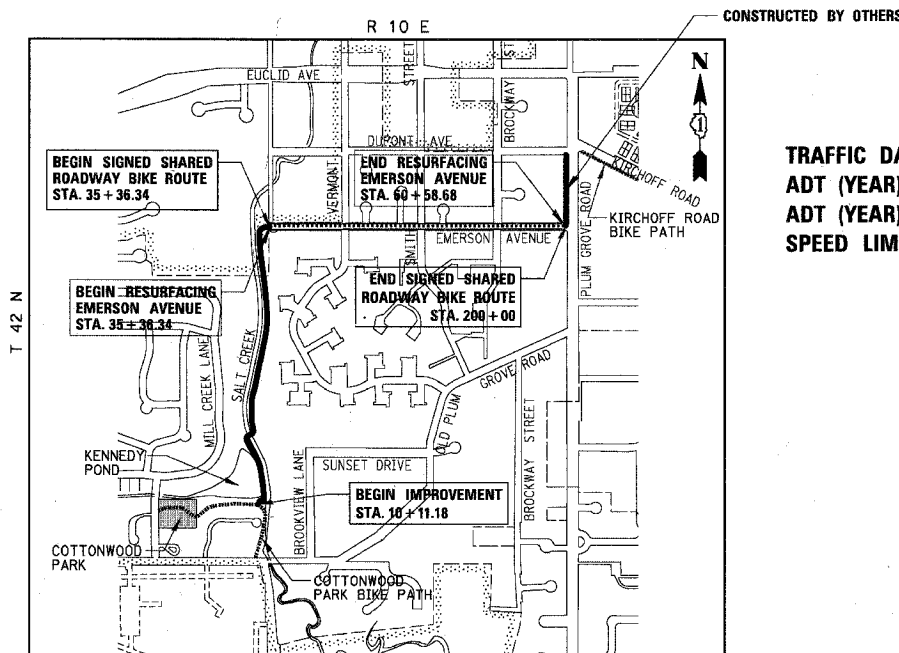 CONSTRUCTED BY OTHERS
R 10 E
N
1
EUCLID AVE
STREET
BROCKWAY
ST
DUPONT AVE
BEGIN SIGNED SHARED
ROADWAY BIKE ROUTE
STA. 35+36.34
VERMONT
END RESURFACING
EMERSON AVENUE
STA. 60+58.68
KIRCHOFF ROAD
KIRCHOFF ROAD
BIKE PATH
PLUM GROVE ROAD
TRAFFIC DA
ADT (YEAR)
ADT (YEAR)
SPEED LIM
SMITH
EMERSON AVENUE
BEGIN RESURFACING
EMERSON AVENUE
STA. 35+36.34
END SIGNED SHARED
ROADWAY BIKE ROUTE
STA. 200+00
T 42 N
MILL CREEK LANE
SALT CREEK
OLD PLUM
GROVE ROAD
KENNEDY
POND
BROOKVIEW LANE
SUNSET DRIVE
BROCKWAY STREET
BEGIN IMPROVEMENT
STA. 10+11.18
COTTONWOOD
PARK
COTTONWOOD
PARK BIKE PATH